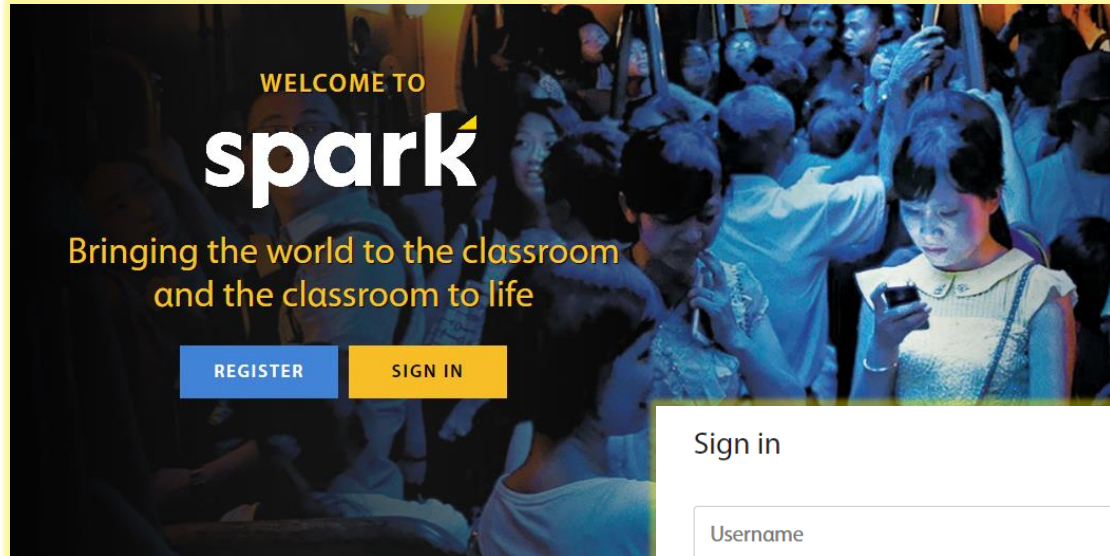 WELCOME TO
spark
Bringing the world to the classroom
and the classroom to life
REGISTER
SIGN IN
Sign in
Username